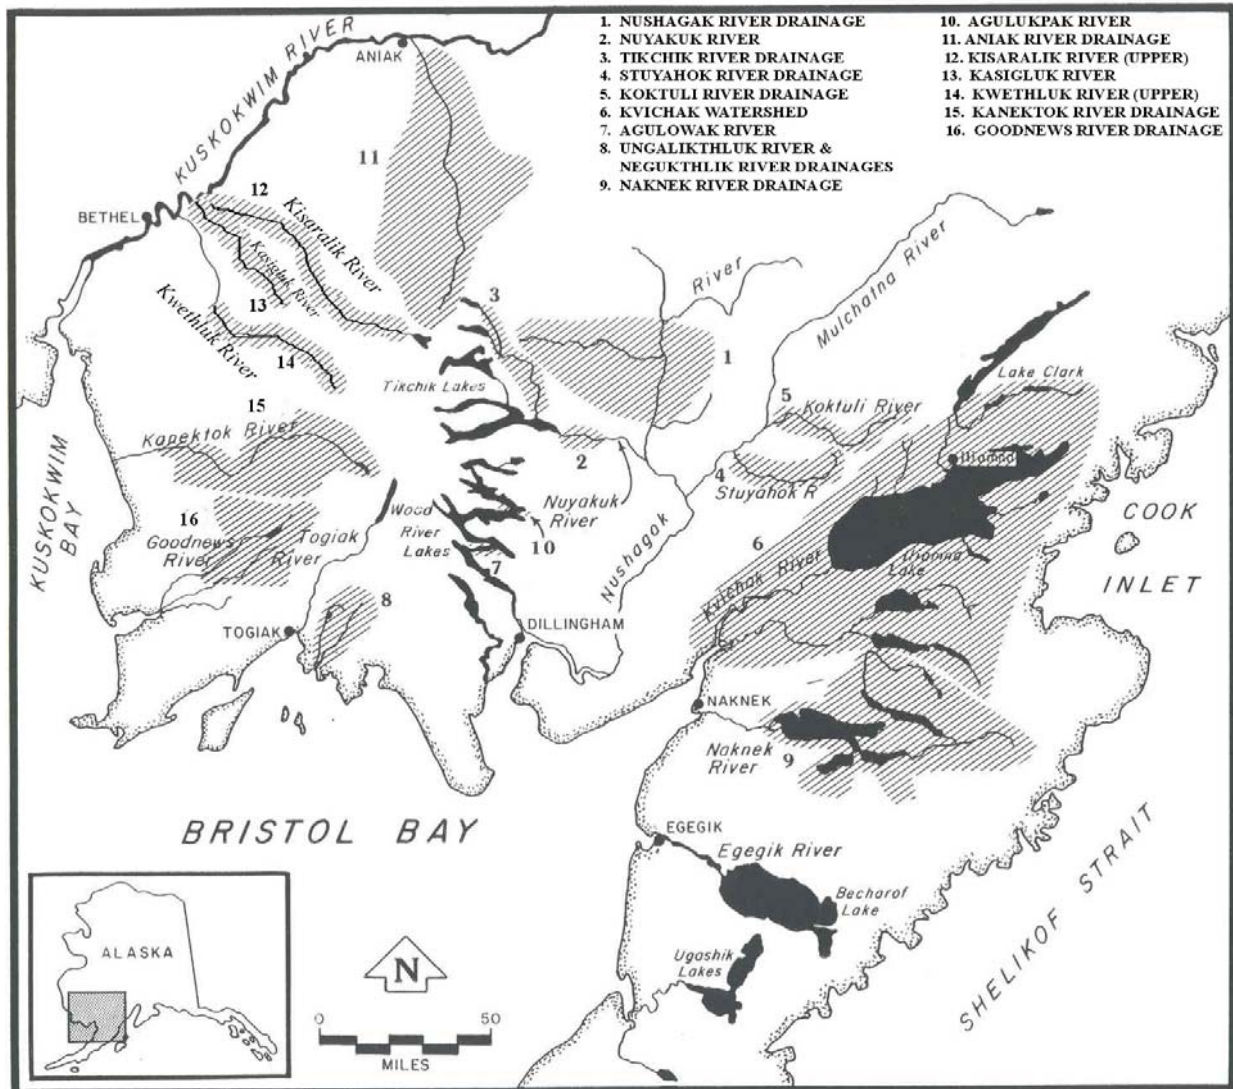 1. NUSHAGAK RIVER DRAINAGE
2. NUYAKUK RIVER
3. TIKCHIK RIVER DRAINAGE
4. STUYAHOK RIVER DRAINAGE
5. KOKTULI RIVER DRAINAGE
6. KVICHAK WATERSHED
7. AGULOWAK RIVER
8. UNGALIKTHLUK RIVER &
NEGUKTHLIK RIVER DRAINAGES
9. NAKNEK RIVER DRAINAGE
10. AGULUKPAK RIVER
11. ANIAK RIVER DRAINAGE
12. KISARALIK RIVER (UPPER)
13. KASIGLUK RIVER
14. KWETHLUK RIVER (UPPER)
15. KANEKTOK RIVER DRAINAGE
16. GOODNEWS RIVER DRAINAGE
KUSKOKWIM RIVER
ANIAK
11
12
BETHEL
Kisaralik River
Kasigluk River
13
Kwethluk River
14
3
River
Mulchatna River
1
Tikchik Lakes
Lake Clark
5
Koktuli River
15
Kanektok River
2
4
Stuyahok R
Iliamna
KUSKOKWIM
BAY
Wood
River
Lakes
Nuyakuk
River
10
16
Goodnews
River
Togiak
River
7
Nushagak
6
Kvichak River
Iliamna
Lake
COOK
INLET
8
TOGIAK
DILLINGHAM
NAKNEK
Naknek
River
9
BRISTOL BAY
EGEGIK
Egegik River
Becharof
Lake
Ugashik
Lakes
SHELIKOF STRAIT
ALASKA
N
0 50
MILES